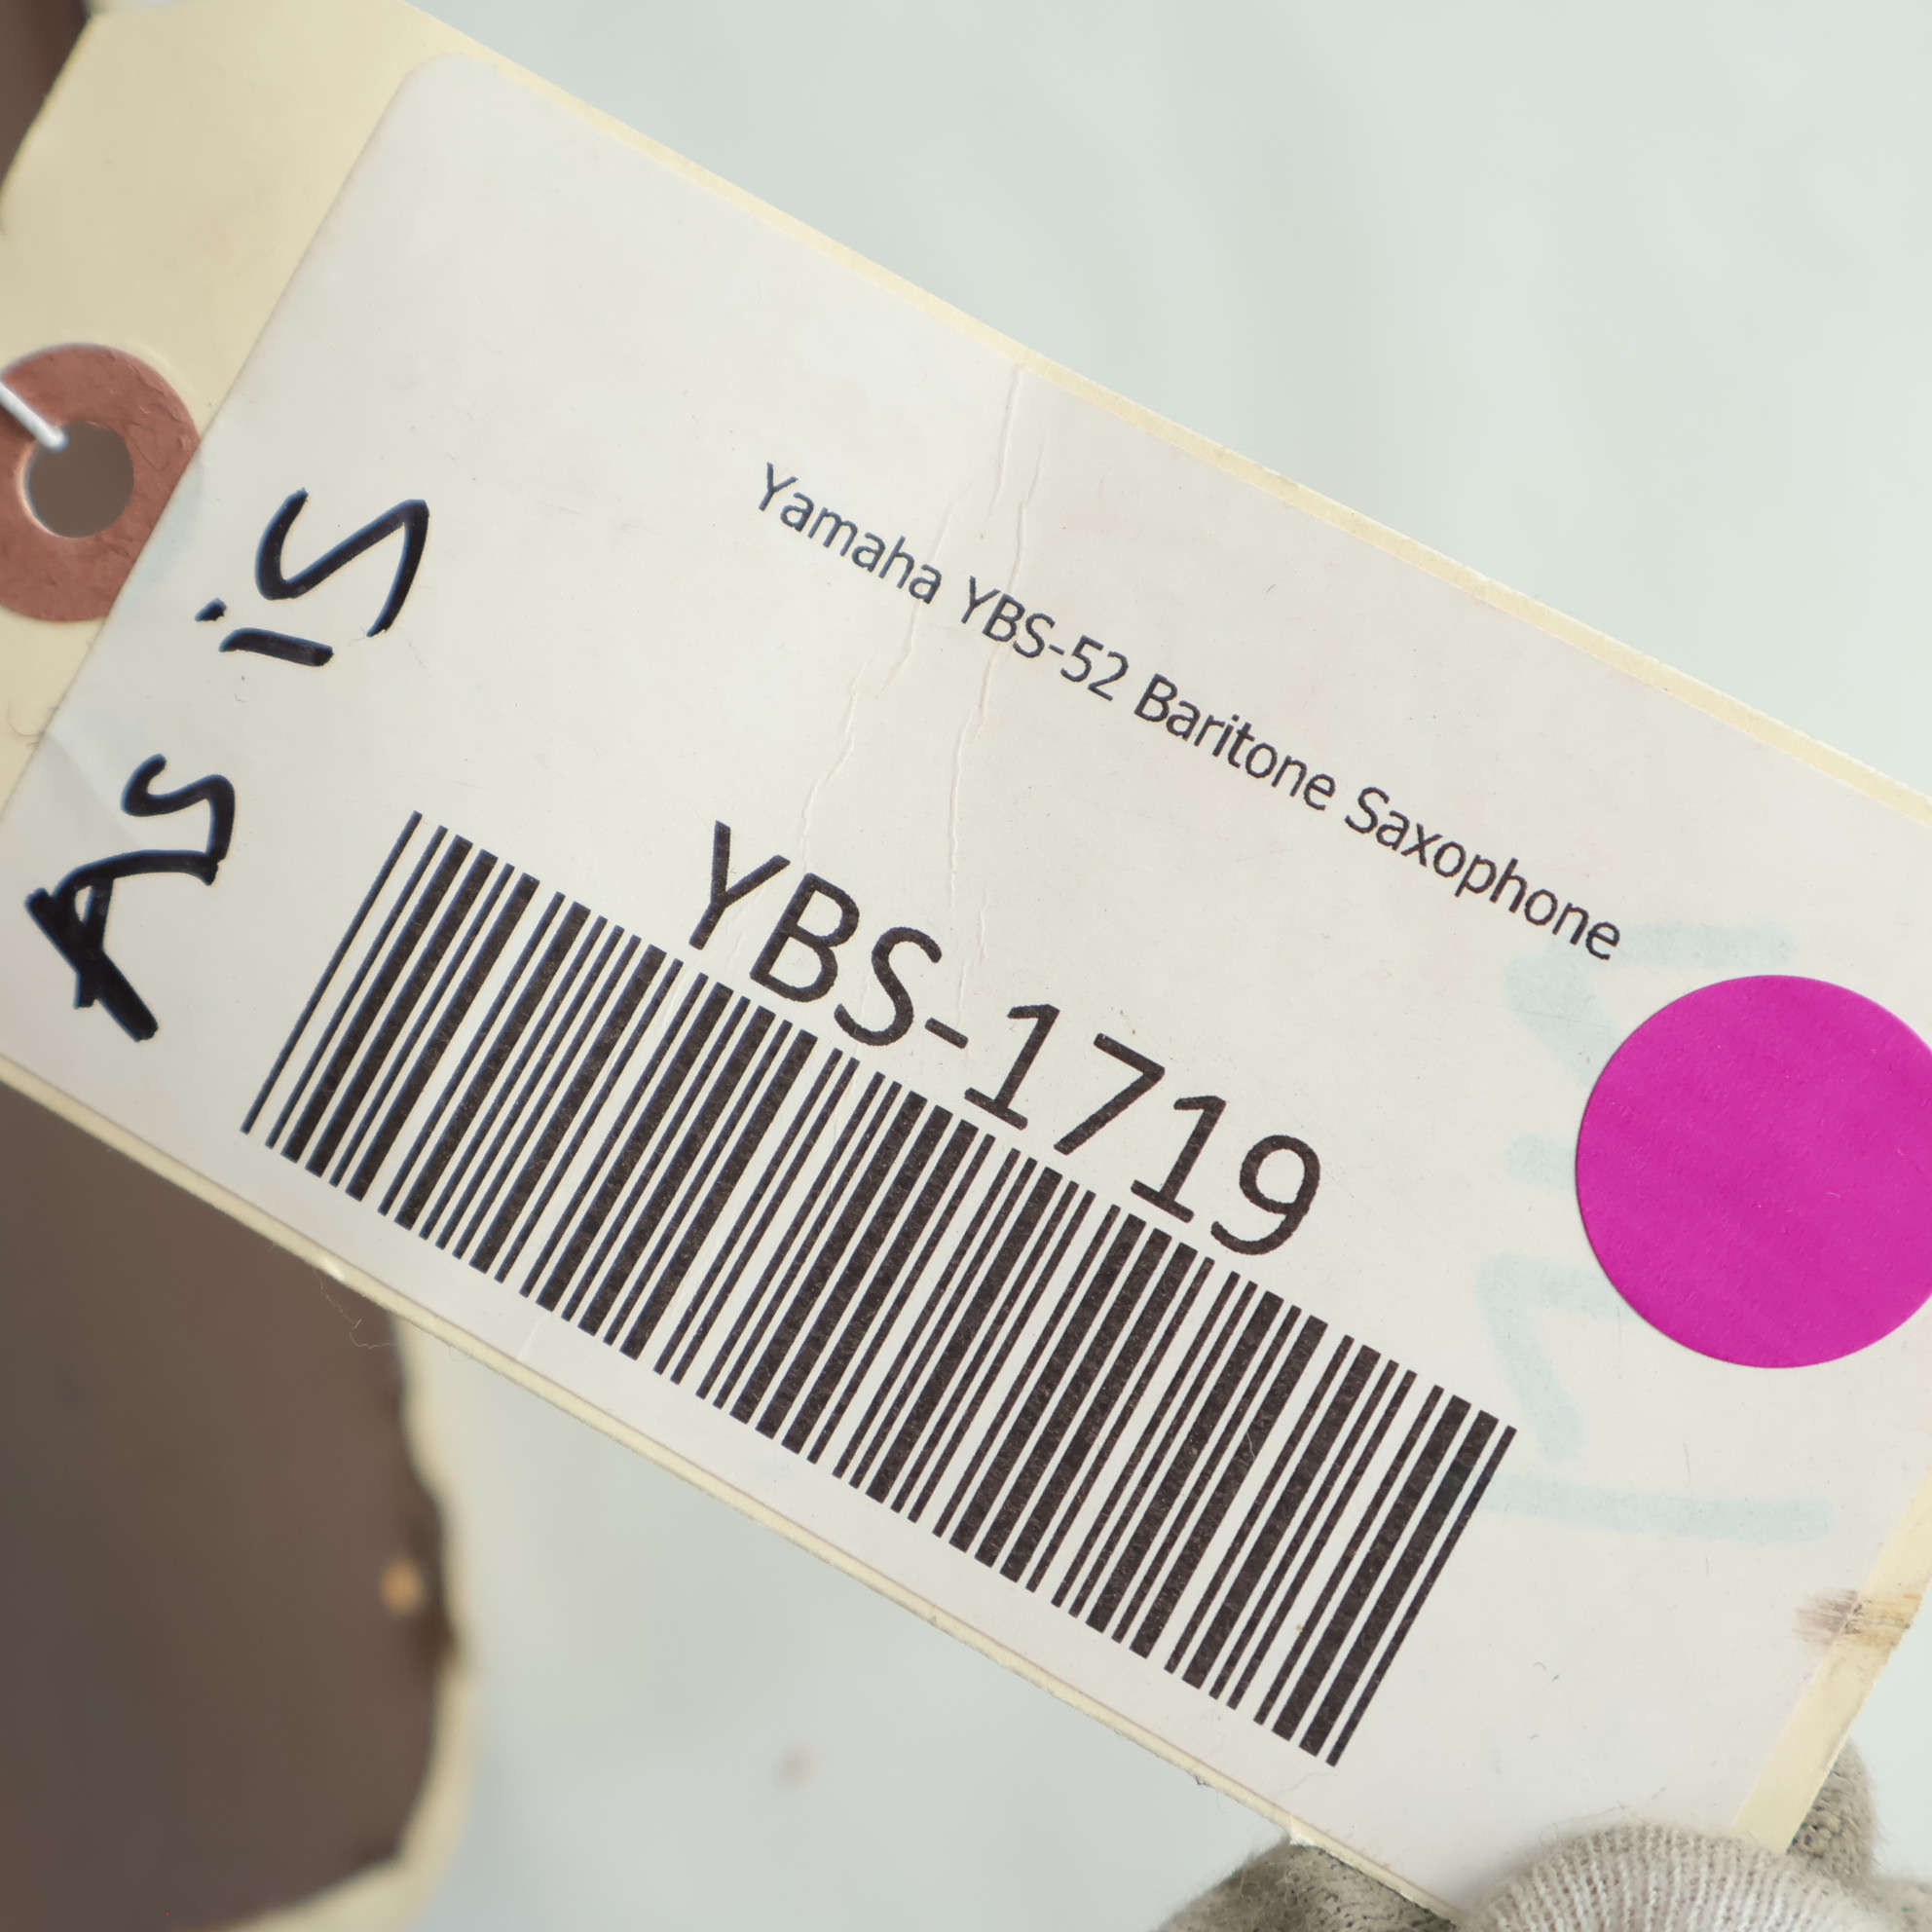 Yamaha YBS-52 Baritone Saxophone
YBS-1719
As is